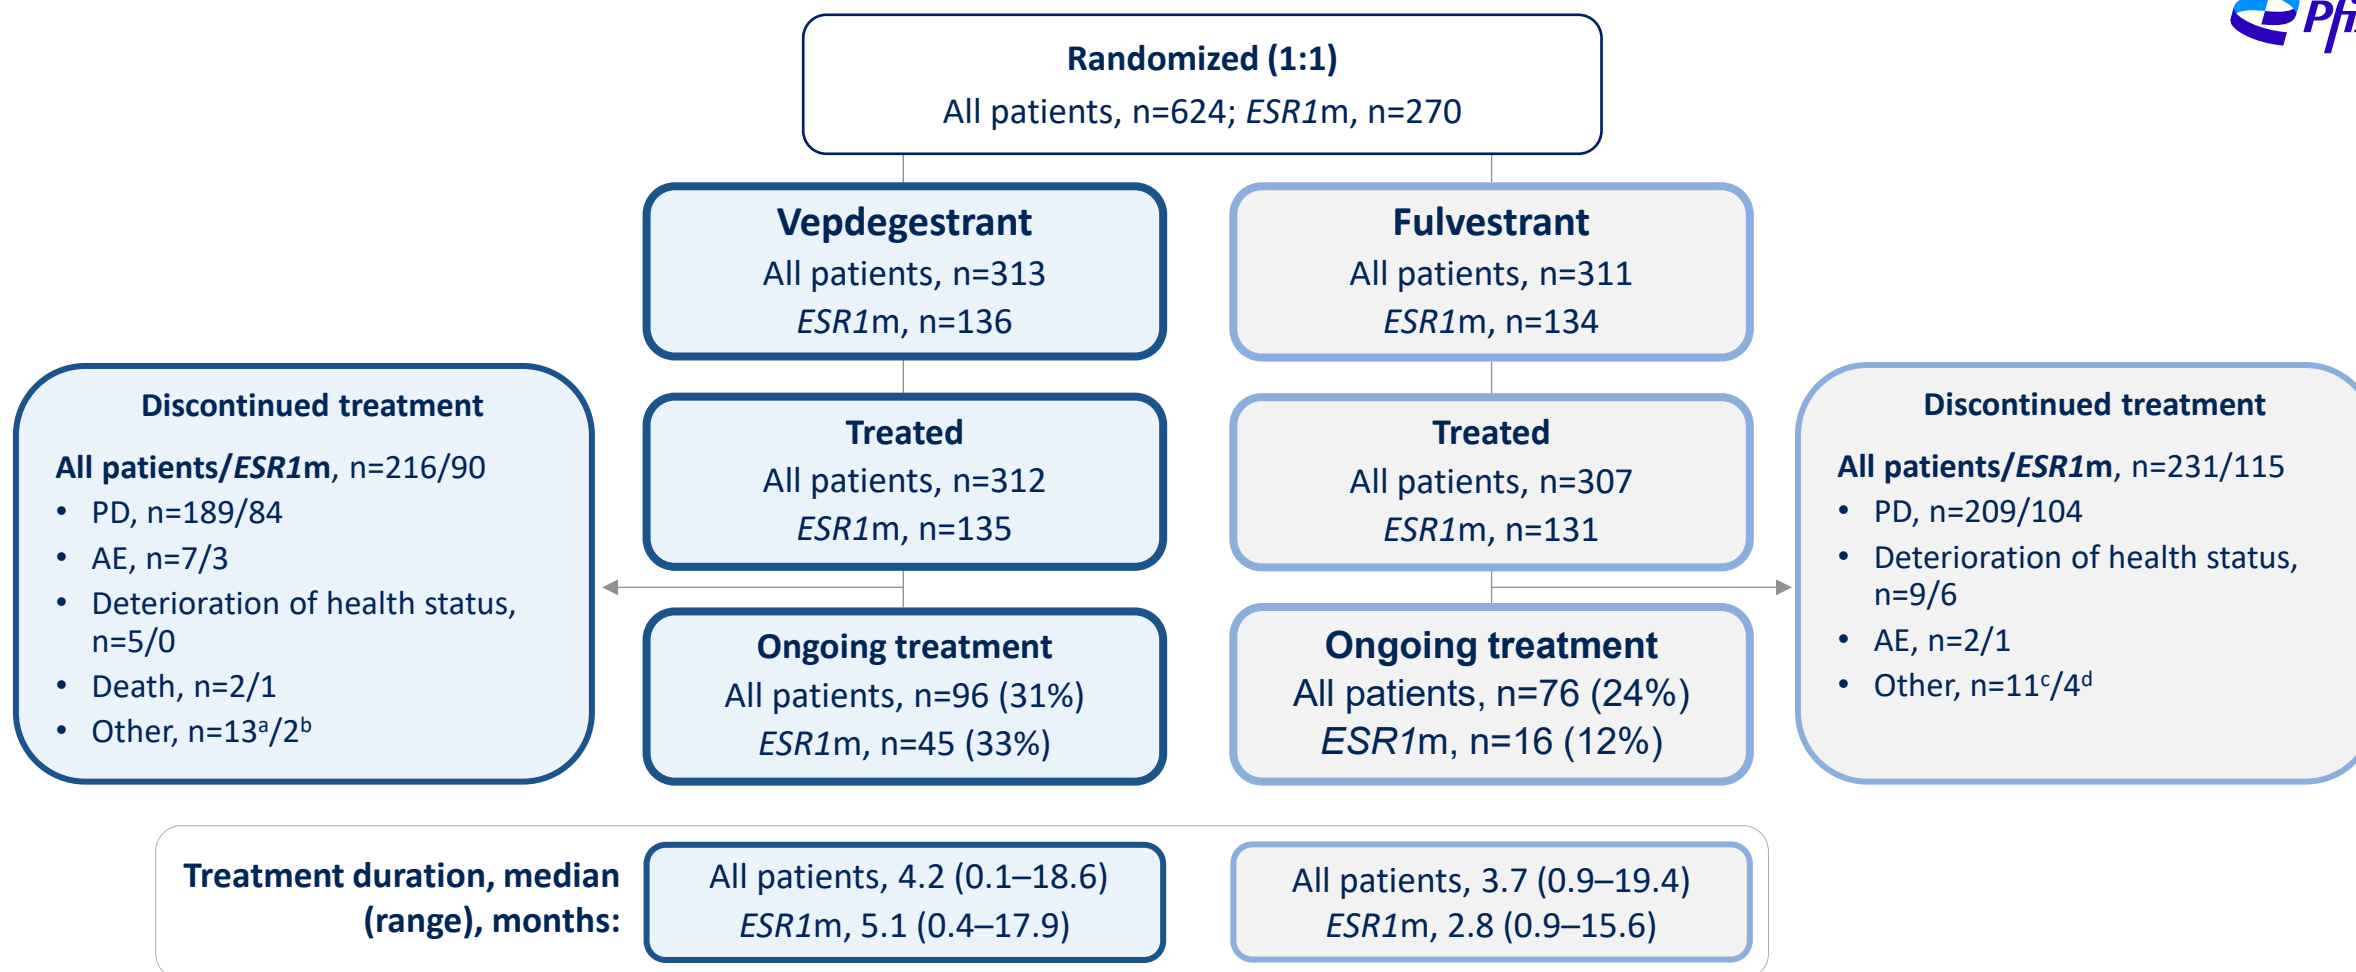 Randomized (1:1)
All patients, n=624; ESR1m, n=270
Vepdegestrant
All patients, n=313
ESR1m, n=136
Fulvestrant
All patients, n=311
ESR1m, n=134
Discontinued treatment
All patients/ESR1m, n=216/90
• PD, n=189/84
• AE, n=7/3
• Deterioration of health status,
n=5/0
• Death, n=2/1
• Other, n=13ᵃ/2ᵇ
Treated
All patients, n=312
ESR1m, n=135
Treated
All patients, n=307
ESR1m, n=131
Discontinued treatment
All patients/ESR1m, n=231/115
• PD, n=209/104
• Deterioration of health status,
n=9/6
• AE, n=2/1
• Other, n=11ᶜ/4ᵈ
Ongoing treatment
All patients, n=96 (31%)
ESR1m, n=45 (33%)
Ongoing treatment
All patients, n=76 (24%)
ESR1m, n=16 (12%)
Treatment duration, median
(range), months:
All patients, 4.2 (0.1–18.6)
ESR1m, 5.1 (0.4–17.9)
All patients, 3.7 (0.9–19.4)
ESR1m, 2.8 (0.9–15.6)